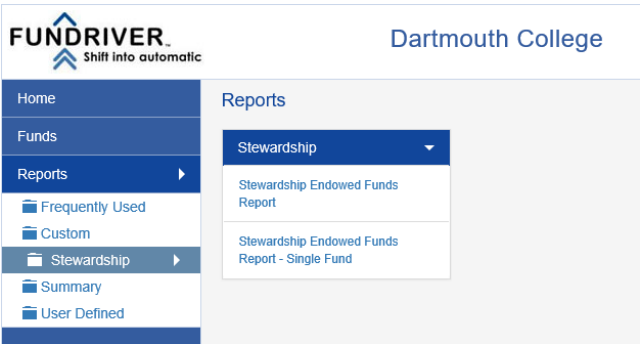 FUNDRIVER™
Shift into automatic
Dartmouth College
Home
Funds
Reports
Frequently Used
Custom
Stewardship
Summary
User Defined
Reports
Stewardship
Stewardship Endowed Funds
Report
Stewardship Endowed Funds
Report - Single Fund